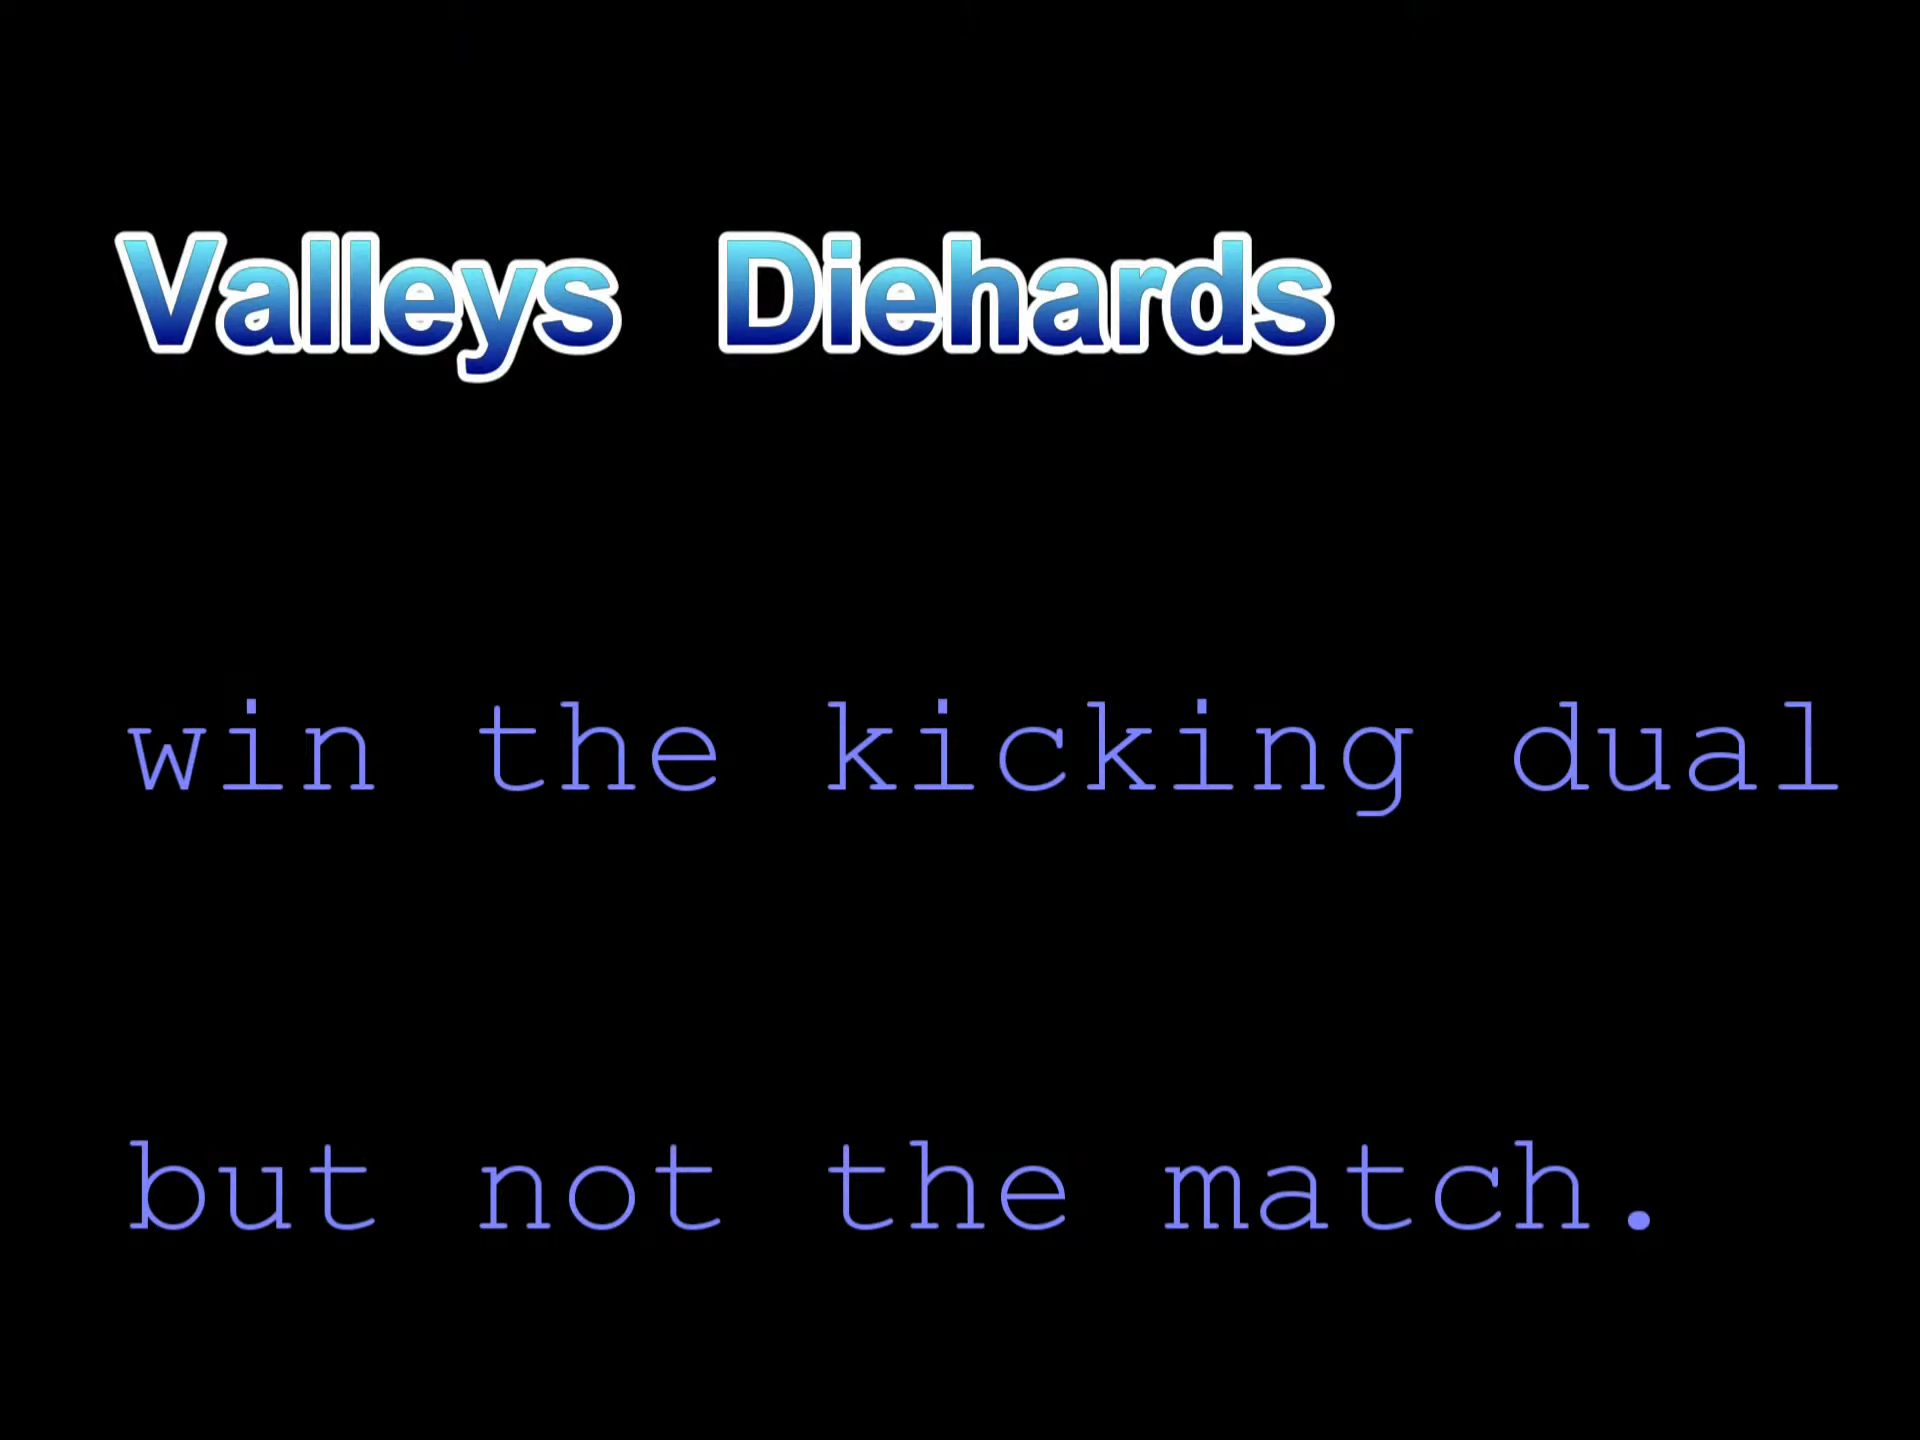 Valleys Diehards
win the kicking dual
but not the match.